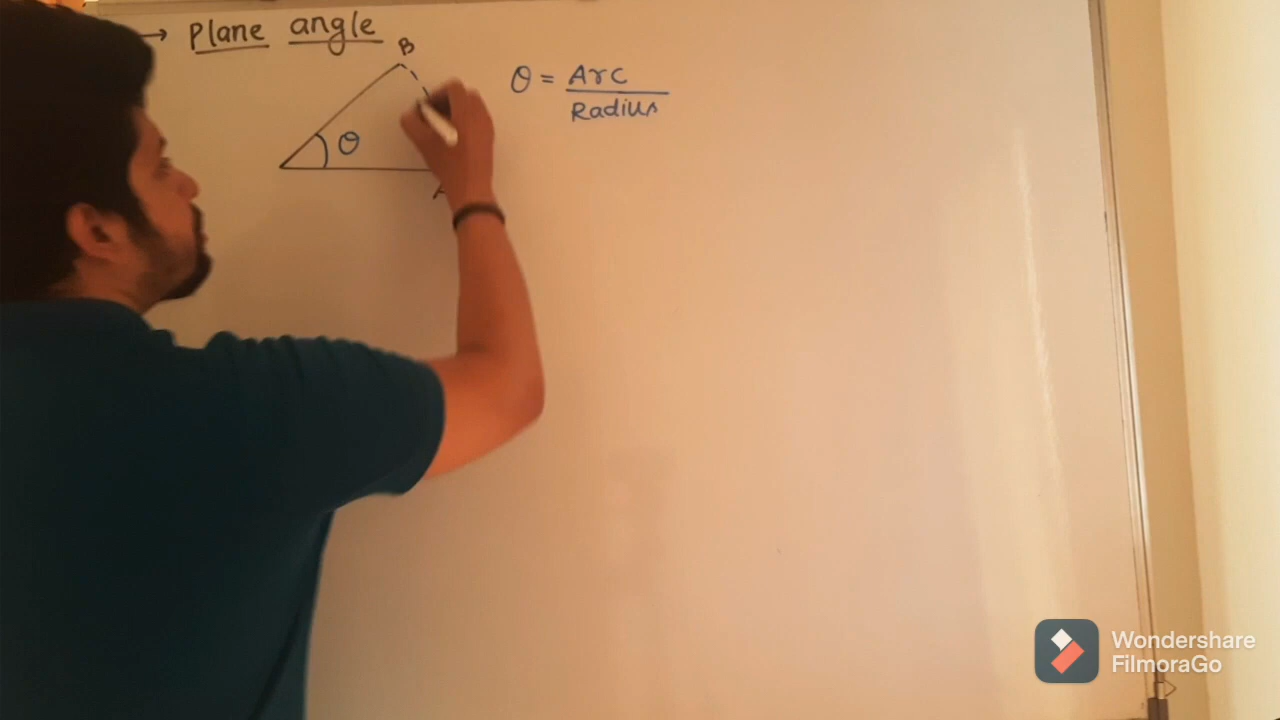 → Plane angle
B
θ = Arc
Radius
θ
A
Wondershare
FilmoraGo